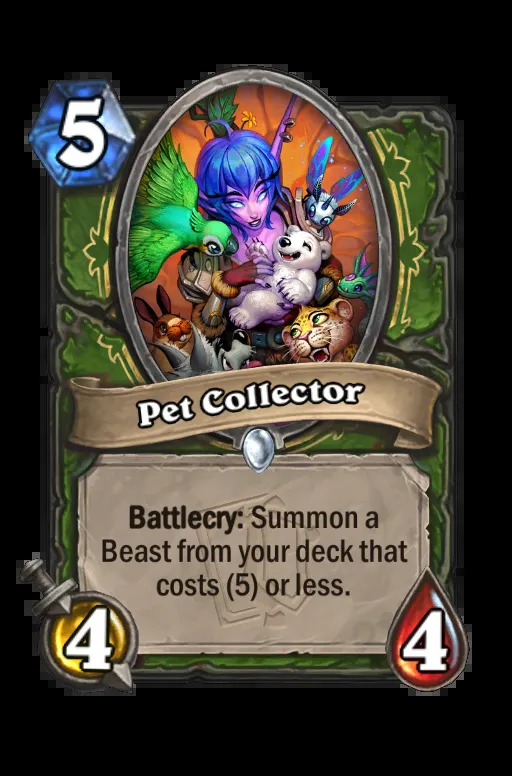 5
Pet Collector
Battlecry: Summon a
Beast from your deck that
costs (5) or less.
4
4